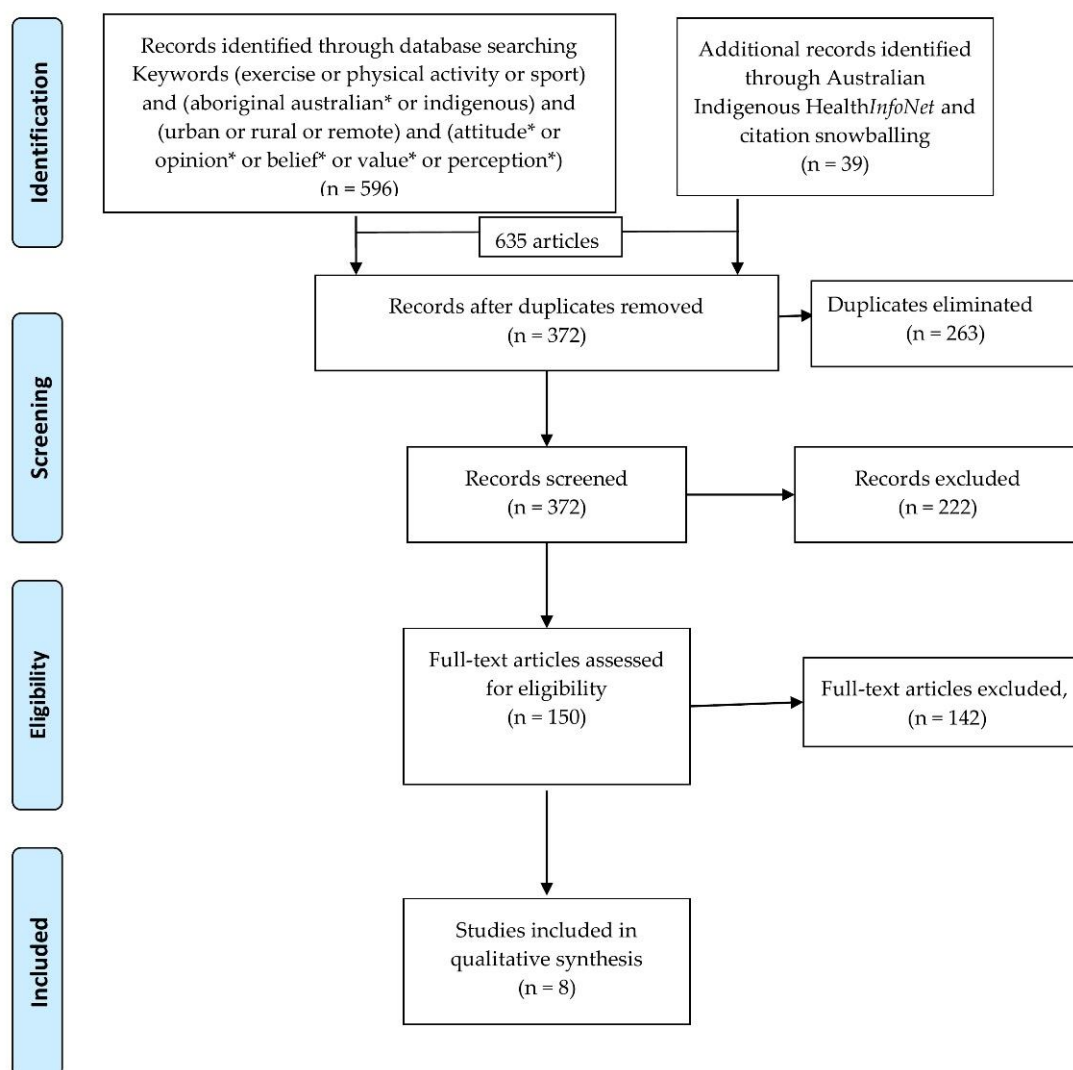 Identification
Records identified through database searching
Keywords (exercise or physical activity or sport)
and (aboriginal australian* or indigenous) and
(urban or rural or remote) and (attitude* or
opinion* or belief* or value* or perception*)
(n = 596)
Additional records identified
through Australian
Indigenous HealthInfoNet and
citation snowballing
(n = 39)
635 articles
Records after duplicates removed
(n = 372)
Duplicates eliminated
(n = 263)
Screening
Records screened
(n = 372)
Records excluded
(n = 222)
Eligibility
Full-text articles assessed
for eligibility
(n = 150)
Full-text articles excluded,
(n = 142)
Included
Studies included in
qualitative synthesis
(n = 8)